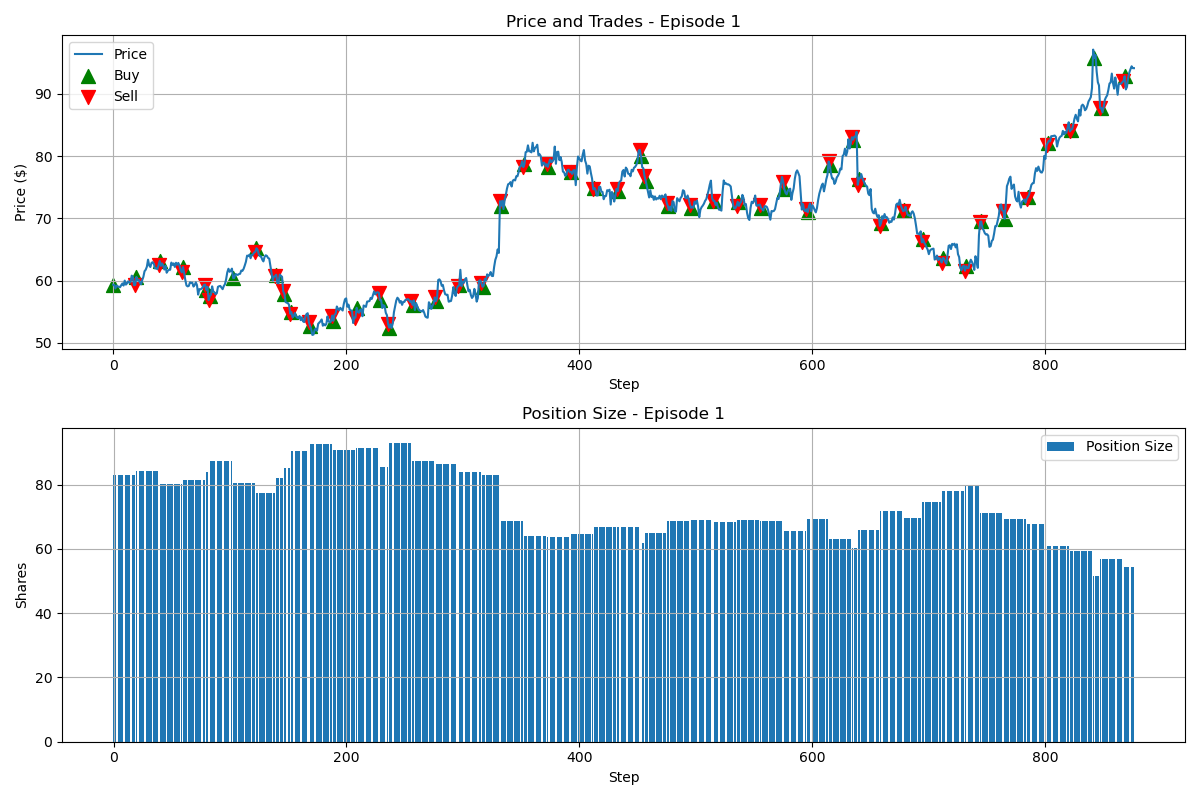 Price and Trades - Episode 1
Price
Buy
Sell
Price ($)
90
80
70
60
50
0
200
400
600
800
Step
Position Size - Episode 1
Position Size
Shares
80
60
40
20
0
0
200
400
600
800
Step